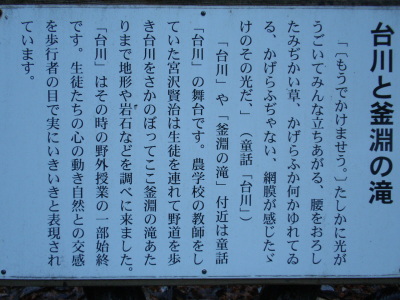 台川と釜淵の滝
「〔もうでかけませう。〕たしかに光が
うごいてみんな立ちあがる、腰をおろし
たみぢかい草、かげらふか何かゆれてゐ
る、かげらふぢゃない、網膜が感じたゞ
けのその光だ、」　（童話「台川」）
「台川」や「釜淵の滝」付近は童話
「台川」の舞台です。農学校の教師をし
ていた宮沢賢治は生徒を連れて野道を歩
き台川をさかのぼってここ釜淵の滝あた
りまで地形や岩石などを調べに来ました。
「台川」はその時の野外授業の一部始終
です。生徒たちの心の動き自然との交感
を歩行者の目で実にいきいきと表現され
ています。